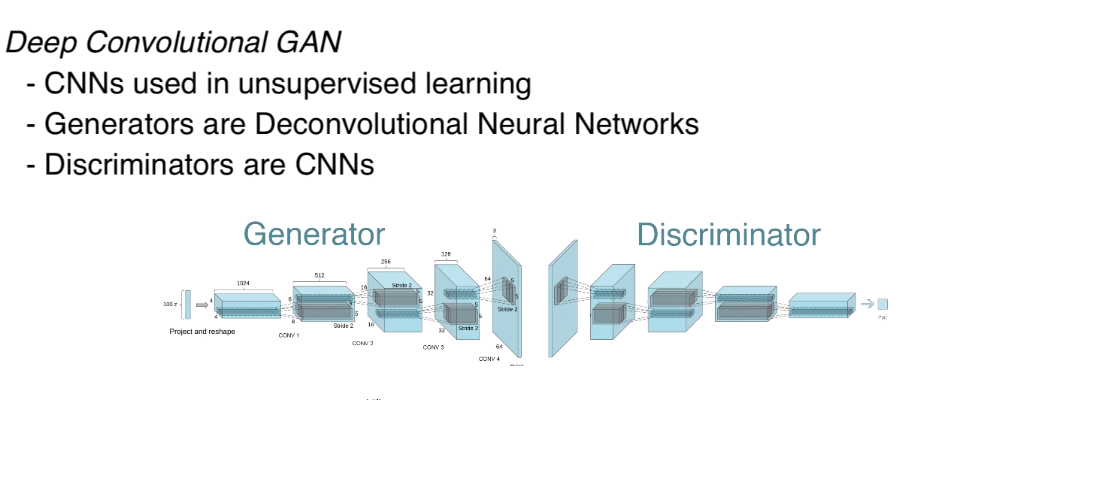 Deep Convolutional GAN
- CNNs used in unsupervised learning
- Generators are Deconvolutional Neural Networks
- Discriminators are CNNs
Generator
Discriminator
3
128
256
512
1024
64
5
16
Stride 2
32
5
100 z
4
8
5
Stride 2
4
5
5
8
Stride 2
16
32
Stride 2
Project and reshape
CONV 1
CONV 2
CONV 3
64
CONV 4